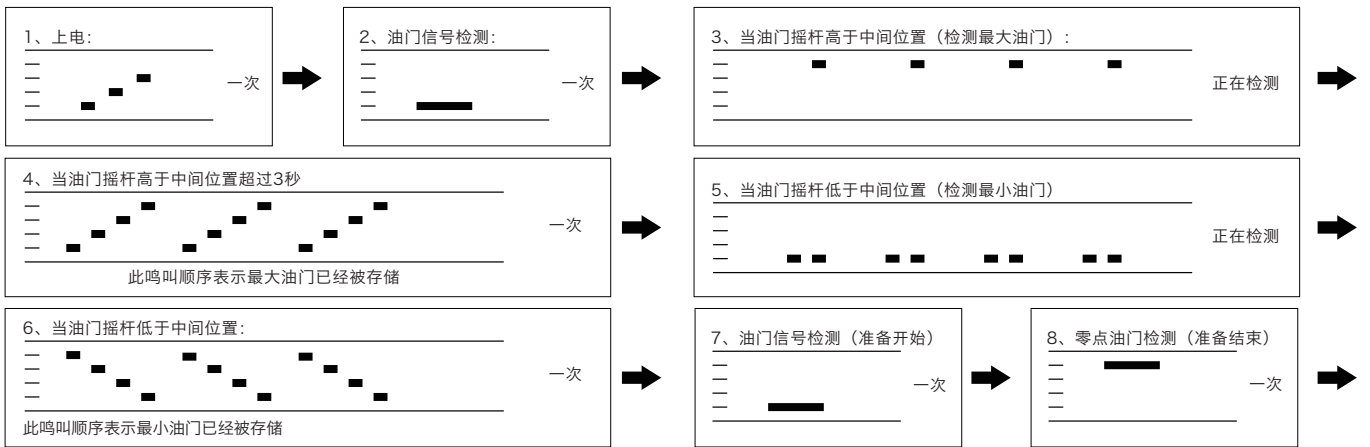 1、上电:
一次
2、油门信号检测:
一次
3、当油门摇杆高于中间位置（检测最大油门）:
正在检测
4、当油门摇杆高于中间位置超过3秒
一次
此鸣叫顺序表示最大油门已经被存储
5、当油门摇杆低于中间位置（检测最小油门）
正在检测
6、当油门摇杆低于中间位置:
一次
此鸣叫顺序表示最小油门已经被存储
7、油门信号检测（准备开始）
一次
8、零点油门检测（准备结束）
一次